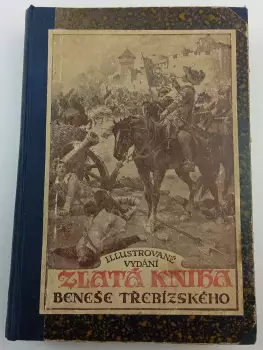 ILLUSTROVANÉ
VYDÁNÍ
ZLATÁ KNIHA
BENEŠE TŘEBÍZSKÉHO